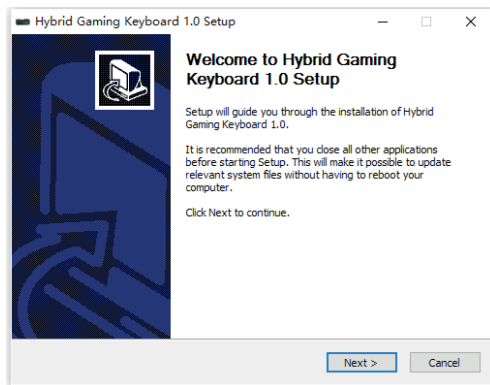 Hybrid Gaming Keyboard 1.0 Setup
Welcome to Hybrid Gaming
Keyboard 1.0 Setup
Setup will guide you through the installation of Hybrid
Gaming Keyboard 1.0.
It is recommended that you close all other applications
before starting Setup. This will make it possible to update
relevant system files without having to reboot your
computer.
Click Next to continue.
Next >
Cancel